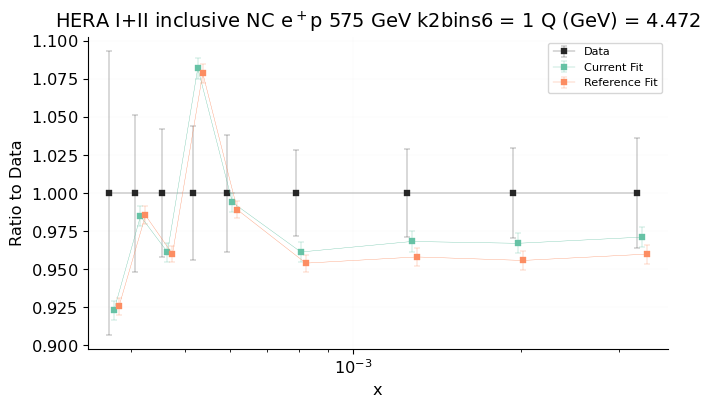 HERA I+II inclusive NC e⁺p 575 GeV k2bins6 = 1 Q (GeV) = 4.472
1.100
1.075
1.050
1.025
1.000
0.975
0.950
0.925
0.900
Ratio to Data
Data
Current Fit
Reference Fit
10⁻³
x